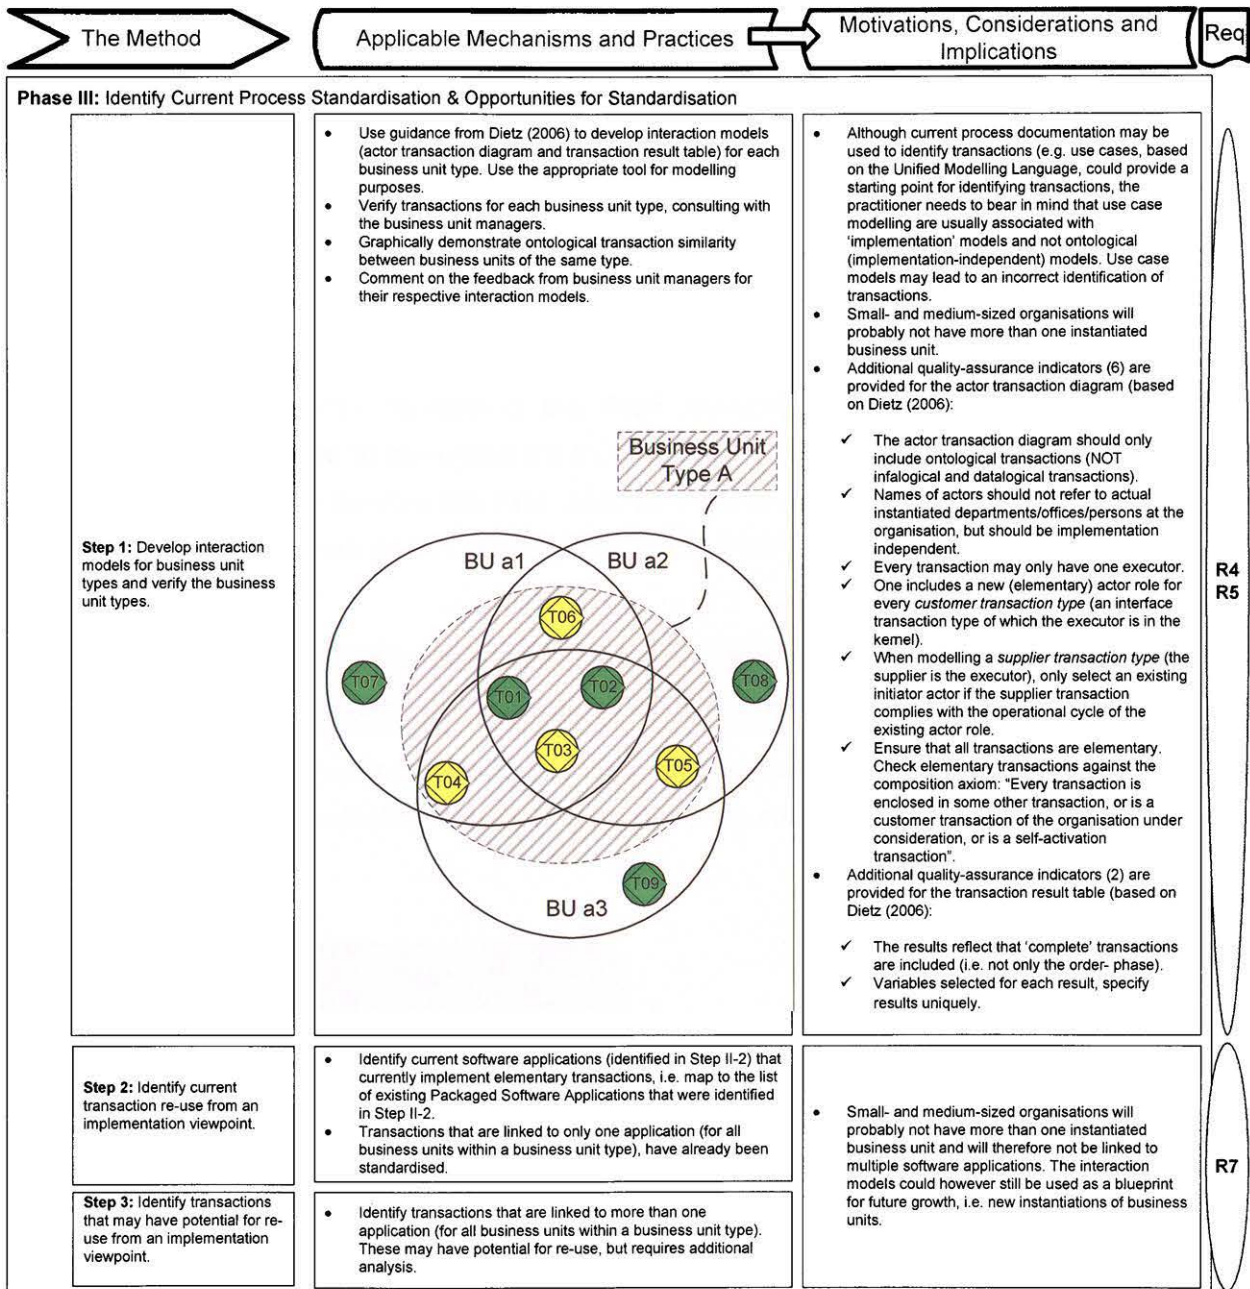 The Method
Applicable Mechanisms and Practices
Motivations, Considerations and
Implications
Req
Phase III: Identify Current Process Standardisation & Opportunities for Standardisation
Step 1: Develop interaction
models for business unit
types and verify the business
unit types.
• Use guidance from Dietz (2006) to develop interaction models
(actor transaction diagram and transaction result table) for each
business unit type. Use the appropriate tool for modelling
purposes.
• Verify transactions for each business unit type, consulting with
the business unit managers.
• Graphically demonstrate ontological transaction similarity
between business units of the same type.
• Comment on the feedback from business unit managers for
their respective interaction models.
Business Unit
Type A
BU a1
BU a2
T06
T07
T01
T02
T08
T03
T04
T05
T09
BU a3
• Although current process documentation may be
used to identify transactions (e.g. use cases, based
on the Unified Modelling Language, could provide a
starting point for identifying transactions, the
practitioner needs to bear in mind that use case
modelling are usually associated with
'implementation' models and not ontological
(implementation-independent) models. Use case
models may lead to an incorrect identification of
transactions.
• Small- and medium-sized organisations will
probably not have more than one instantiated
business unit.
• Additional quality-assurance indicators (6) are
provided for the actor transaction diagram (based
on Dietz (2006):
✓ The actor transaction diagram should only
include ontological transactions (NOT
infalogical and datalogical transactions).
✓ Names of actors should not refer to actual
instantiated departments/offices/persons at the
organisation, but should be implementation
independent.
✓ Every transaction may only have one executor.
✓ One includes a new (elementary) actor role for
every customer transaction type (an interface
transaction type of which the executor is in the
kernel).
✓ When modelling a supplier transaction type (the
supplier is the executor), only select an existing
initiator actor if the supplier transaction
complies with the operational cycle of the
existing actor role.
✓ Ensure that all transactions are elementary.
Check elementary transactions against the
composition axiom: "Every transaction is
enclosed in some other transaction, or is a
customer transaction of the organisation under
consideration, or is a self-activation
transaction".
• Additional quality-assurance indicators (2) are
provided for the transaction result table (based on
Dietz (2006):
✓ The results reflect that 'complete' transactions
are included (i.e. not only the order- phase).
✓ Variables selected for each result, specify
results uniquely.
R4
R5
Step 2: Identify current
transaction re-use from an
implementation viewpoint.
• Identify current software applications (identified in Step II-2) that
currently implement elementary transactions, i.e. map to the list
of existing Packaged Software Applications that were identified
in Step II-2.
• Transactions that are linked to only one application (for all
business units within a business unit type), have already been
standardised.
• Small- and medium-sized organisations will
probably not have more than one instantiated
business unit and will therefore not be linked to
multiple software applications. The interaction
models could however still be used as a blueprint
for future growth, i.e. new instantiations of business
units.
R7
Step 3: Identify transactions
that may have potential for re-
use from an implementation
viewpoint.
• Identify transactions that are linked to more than one
application (for all business units within a business unit type).
These may have potential for re-use, but requires additional
analysis.